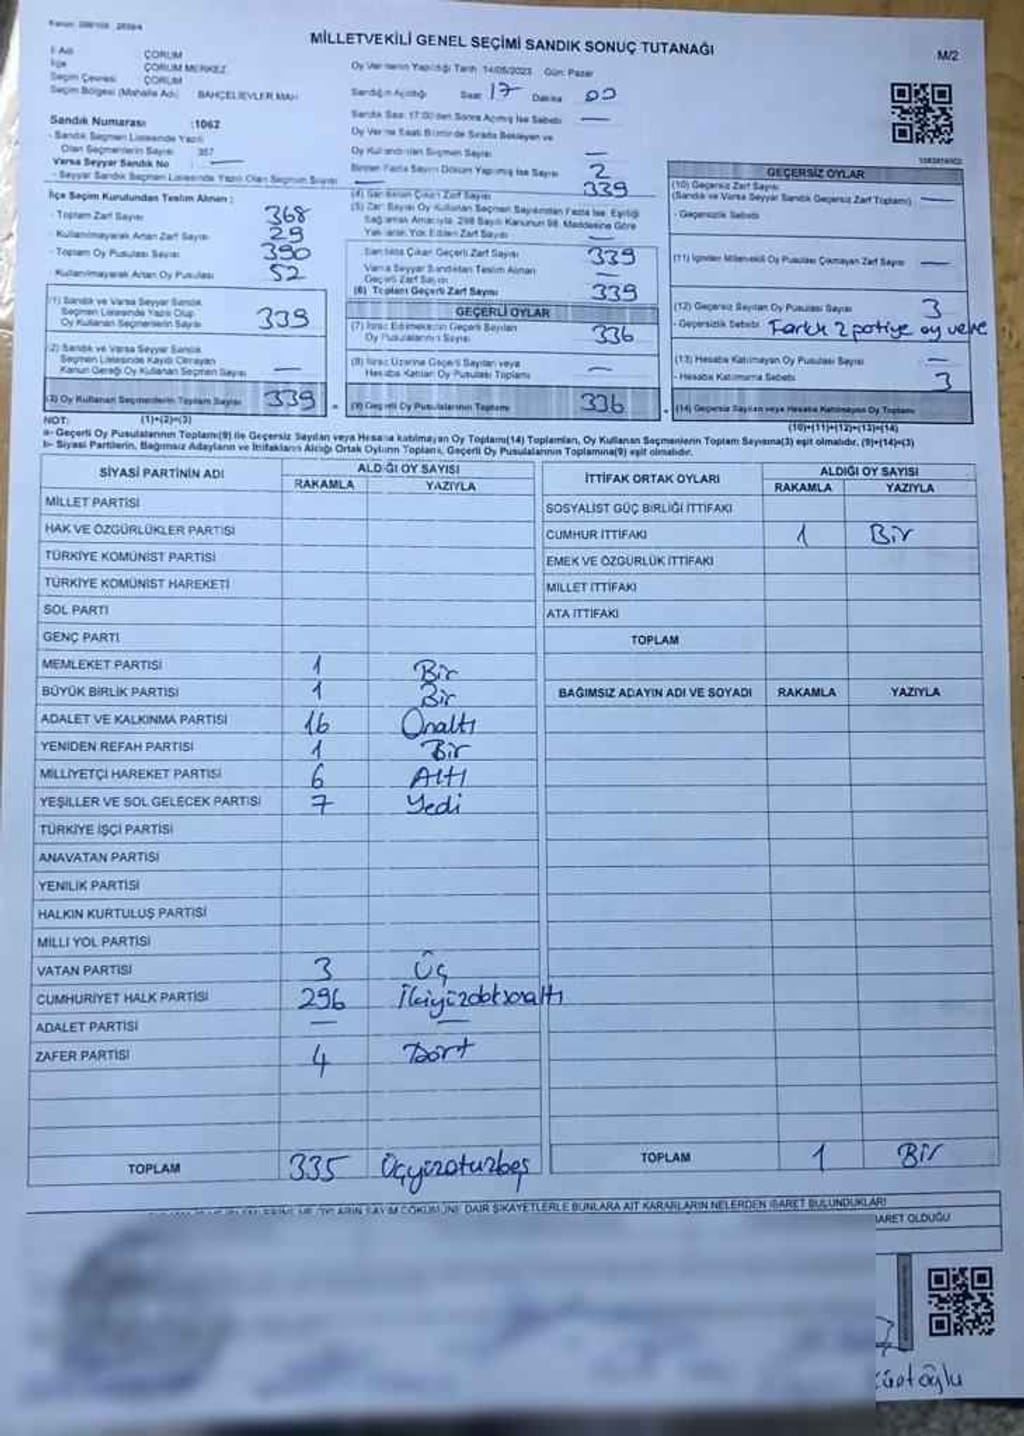 MİLLETVEKİLİ GENEL SEÇİMİ SANDIK SONUÇ TUTANAĞI
M/2
İl Adı ÇORUM
İlçe ÇORUM MERKEZ
Seçim Çevresi ÇORUM
Seçim Bölgesi (Mahalle Adı) BAHÇELİEVLER MAH
Oy Vermenin Yapıldığı Tarih 14/05/2023 Gün: Pazar
Sandığın Açıldığı Saat 17 Dakika 00
Sandık Saat 17:00'den Sonra Açılmış İse Sebebi —
Oy Verme Saati Bitiminde Sırada Bekleyen ve
Oy Kullandırılan Seçmen Sayısı —
Birden Fazla Sayım Döküm Yapılmış İse Sayısı 2
Sandık Numarası :1062
- Sandık Seçmen Listesinde Yazılı
Olan Seçmenlerin Sayısı 367
Varsa Seyyar Sandık No : —
- Seyyar Sandık Seçmen Listesinde Yazılı Olan Seçmen Sayısı —
İlçe Seçim Kurulundan Teslim Alınan :
- Toplam Zarf Sayısı 368
- Kullanılmayarak Artan Zarf Sayısı 29
- Toplam Oy Pusulası Sayısı 390
- Kullanılmayarak Artan Oy Pusulası 52
(1) Sandık ve Varsa Seyyar Sandık
Seçmen Listesinde Yazılı Olup
Oy Kullanan Seçmenlerin Sayısı 339
(2) Sandık ve Varsa Seyyar Sandık
Seçmen Listesinde Kaydı Olmayan
Kanun Gereği Oy Kullanan Seçmen Sayısı —
(3) Oy Kullanan Seçmenlerin Toplam Sayısı 339
(1)+(2)=(3)
(4) Sandıktan Çıkan Zarf Sayısı 339
(5) Zarf Sayısı Oy Kullanan Seçmen Sayısından Fazla İse, Eşitliği
Sağlamak Amacıyla, 298 Sayılı Kanunun 98. Maddesine Göre
Yakılarak Yok Edilen Zarf Sayısı —
Sandıkta Çıkan Geçerli Zarf Sayısı 339
Varsa Seyyar Sandıktan Teslim Alınan
Geçerli Zarf Sayısı —
(6) Toplam Geçerli Zarf Sayısı 339
GEÇERLİ OYLAR
(7) İtiraz Edilmeksizin Geçerli Sayılan
Oy Pusulalarının Sayısı 336
(8) İtiraz Üzerine Geçerli Sayılan veya
Hesaba Katılan Oy Pusulası Toplamı —
(9) Geçerli Oy Pusulalarının Toplamı 336
GEÇERSİZ OYLAR
(10) Geçersiz Zarf Sayısı
(Sandık ve Varsa Seyyar Sandık Geçersiz Zarf Toplamı) —
- Geçersizlik Sebebi
(11) İçinden Milletvekili Oy Pusulası Çıkmayan Zarf Sayısı —
(12) Geçersiz Sayılan Oy Pusulası Sayısı 3
- Geçersizlik Sebebi Farklı 2 partiye oy verme
(13) Hesaba Katılmayan Oy Pusulası Sayısı —
- Hesaba Katılmama Sebebi
(14) Geçersiz Sayılan veya Hesaba Katılmayan Oy Toplamı 3
(10)+(11)+(12)+(13)=(14)
NOT:
a- Geçerli Oy Pusulalarının Toplamı(9) ile Geçersiz Sayılan veya Hesaba katılmayan Oy Toplamı(14) Toplamları, Oy Kullanan Seçmenlerin Toplam Sayısına(3) eşit olmalıdır. (9)+(14)=(3)
b- Siyasi Partilerin, Bağımsız Adayların ve İttifakların Aldığı Ortak Oyların Toplamı, Geçerli Oy Pusulalarının Toplamına(9) eşit olmalıdır.
SİYASİ PARTİNİN ADI ALDIĞI OY SAYISI
RAKAMLA YAZIYLA
MİLLET PARTİSİ
HAK VE ÖZGÜRLÜKLER PARTİSİ
TÜRKİYE KOMÜNİST PARTİSİ
TÜRKİYE KOMÜNİST HAREKETİ
SOL PARTİ
GENÇ PARTİ
MEMLEKET PARTİSİ 1 Bir
BÜYÜK BİRLİK PARTİSİ 1 Bir
ADALET VE KALKINMA PARTİSİ 16 Onaltı
YENİDEN REFAH PARTİSİ 1 Bir
MİLLİYETÇİ HAREKET PARTİSİ 6 Altı
YEŞİLLER VE SOL GELECEK PARTİSİ 7 Yedi
TÜRKİYE İŞÇİ PARTİSİ
ANAVATAN PARTİSİ
YENİLİK PARTİSİ
HALKIN KURTULUŞ PARTİSİ
MİLLİ YOL PARTİSİ
VATAN PARTİSİ 3 Üç
CUMHURİYET HALK PARTİSİ 296 İkiyüzdoksanaltı
ADALET PARTİSİ — —
ZAFER PARTİSİ 4 Dört
TOPLAM 335 Üçyüzotuzbeş
İTTİFAK ORTAK OYLARI ALDIĞI OY SAYISI
RAKAMLA YAZIYLA
SOSYALİST GÜÇ BİRLİĞİ İTTİFAKI
CUMHUR İTTİFAKI 1 Bir
EMEK VE ÖZGÜRLÜK İTTİFAKI
MİLLET İTTİFAKI
ATA İTTİFAKI
TOPLAM
BAĞIMSIZ ADAYIN ADI VE SOYADI RAKAMLA YAZIYLA
TOPLAM 1 Bir
DAİR ŞİKAYETLERLE BUNLARA AİT KARARLARIN NELERDEN İBARET BULUNDUKLARI
BARET OLDUĞU